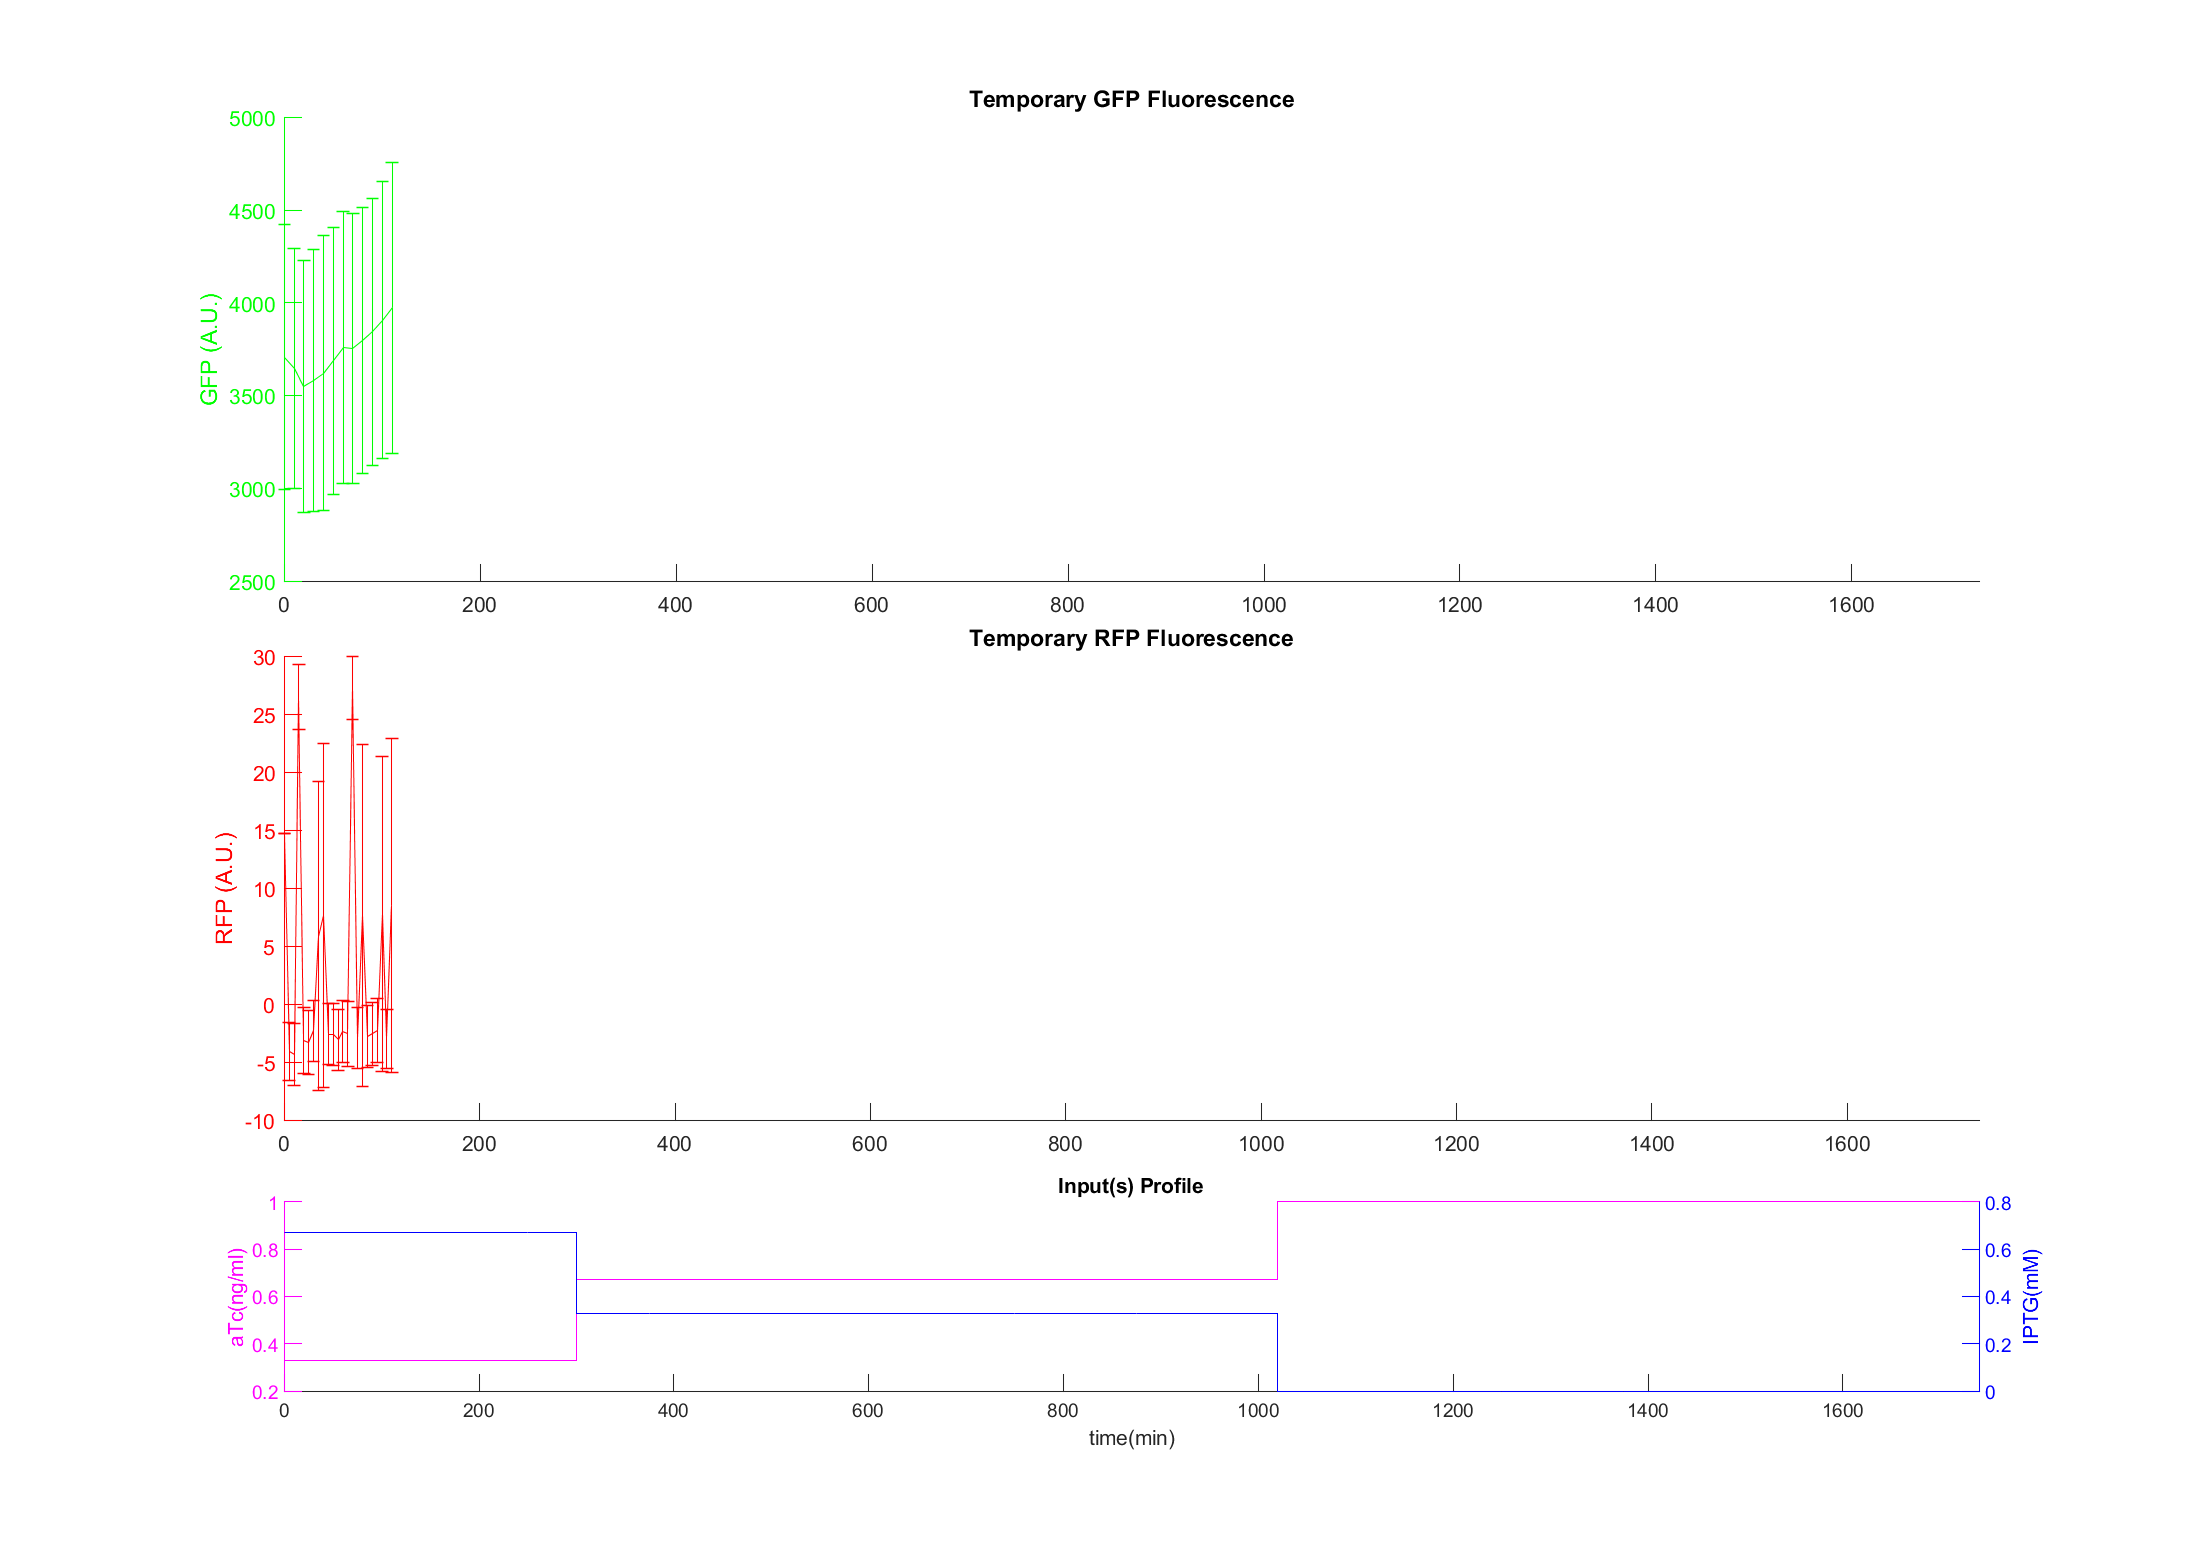 Temporary GFP Fluorescence
5000
4500
4000
3500
3000
2500
GFP (A.U.)
0 200 400 600 800 1000 1200 1400 1600
Temporary RFP Fluorescence
30
25
20
15
10
5
0
-5
-10
RFP (A.U.)
0 200 400 600 800 1000 1200 1400 1600
Input(s) Profile
1
0.8
0.6
0.4
0.2
aTc(ng/ml)
0.8
0.6
0.4
0.2
0
IPTG(mM)
0 200 400 600 800 1000 1200 1400 1600
time(min)